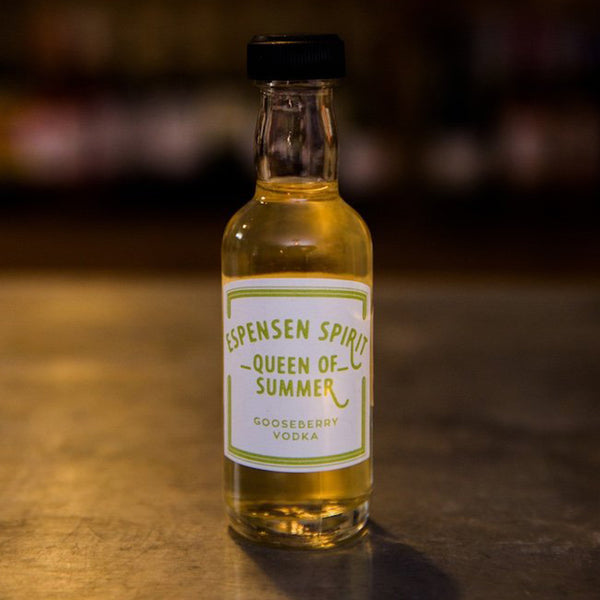 ESPENSEN SPIRIT
QUEEN OF
SUMMER
GOOSEBERRY
VODKA